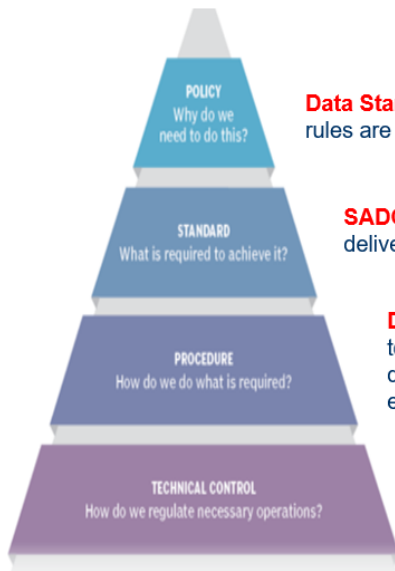 POLICY
Why do we
need to do this?
Data
rules are
STANDARD
What is required to achieve it?
PROCEDURE
How do we do what is required?
TECHNICAL CONTROL
How do we regulate necessary operations?